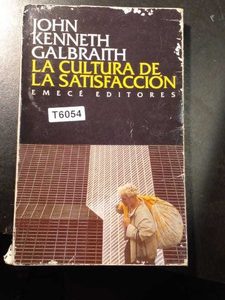 JOHN
KENNETH
GALBRAITH
LA CULTURA DE
LA SATISFACCIÓN
EMECÉ EDITORES
T6054